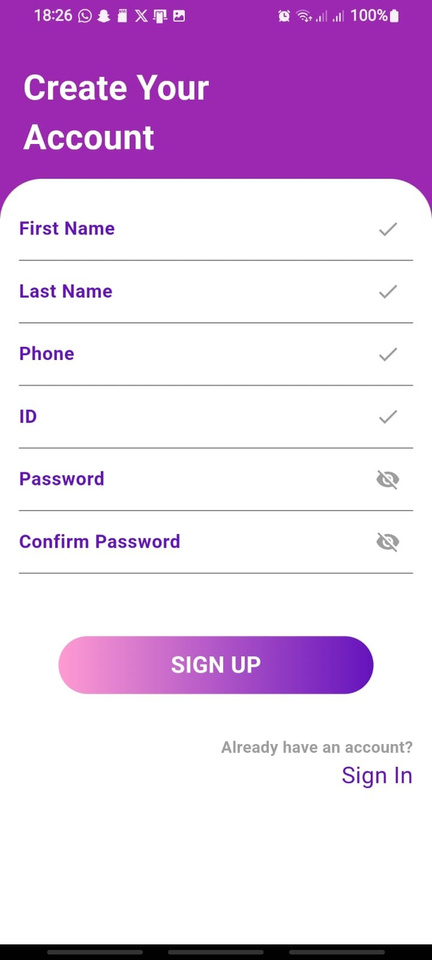 18:26
100%
Create Your
Account
First Name
Last Name
Phone
ID
Password
Confirm Password
SIGN UP
Already have an account?
Sign In